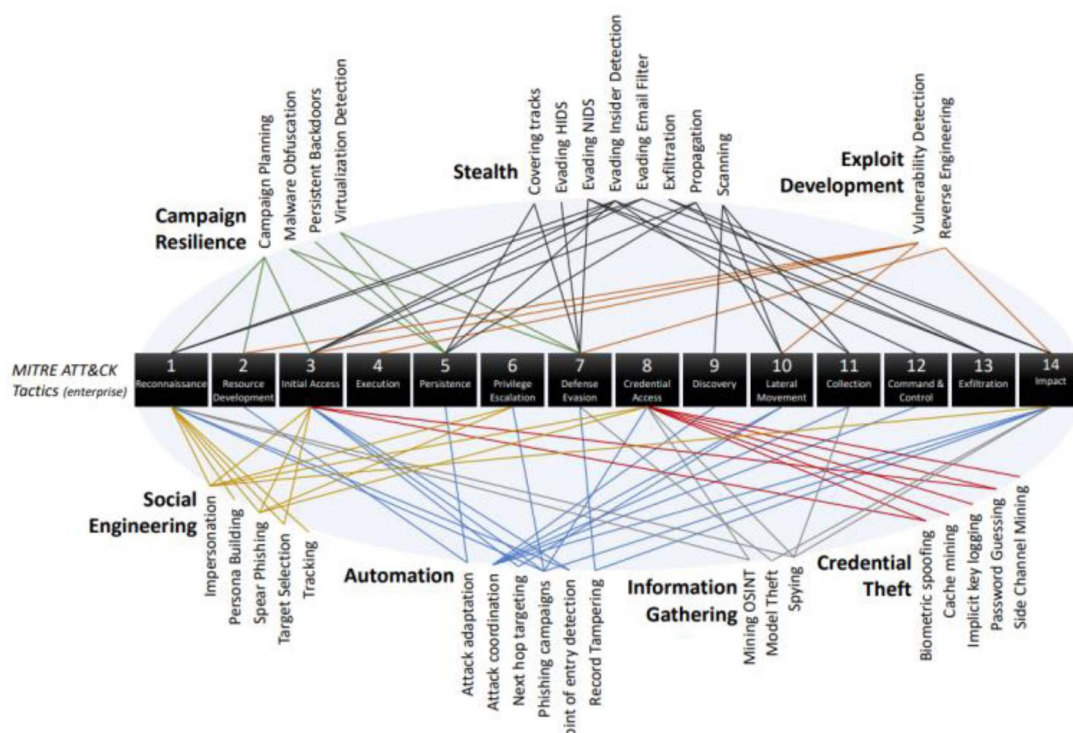 Campaign
Resilience
Campaign Planning
Malware Obfuscation
Persistent Backdoors
Virtualization Detection
Stealth
Covering tracks
Evading HIDS
Evading NIDS
Evading Insider Detection
Evading Email Filter
Exfiltration
Propagation
Scanning
Exploit
Development
Vulnerability Detection
Reverse Engineering
MITRE ATT&CK
Tactics (enterprise)
1
Reconnaissance
2
Resource
Development
3
Initial Access
4
Execution
5
Persistence
6
Privilege
Escalation
7
Defense
Evasion
8
Credential
Access
9
Discovery
10
Lateral
Movement
11
Collection
12
Command &
Control
13
Exfiltration
14
Impact
Social
Engineering
Impersonation
Persona Building
Spear Phishing
Target Selection
Tracking
Automation
Attack adaptation
Attack coordination
Next hop targeting
Phishing campaigns
oint of entry detection
Record Tampering
Information
Gathering
Mining OSINT
Model Theft
Spying
Credential
Theft
Biometric spoofing
Cache mining
Implicit key logging
Password Guessing
Side Channel Mining